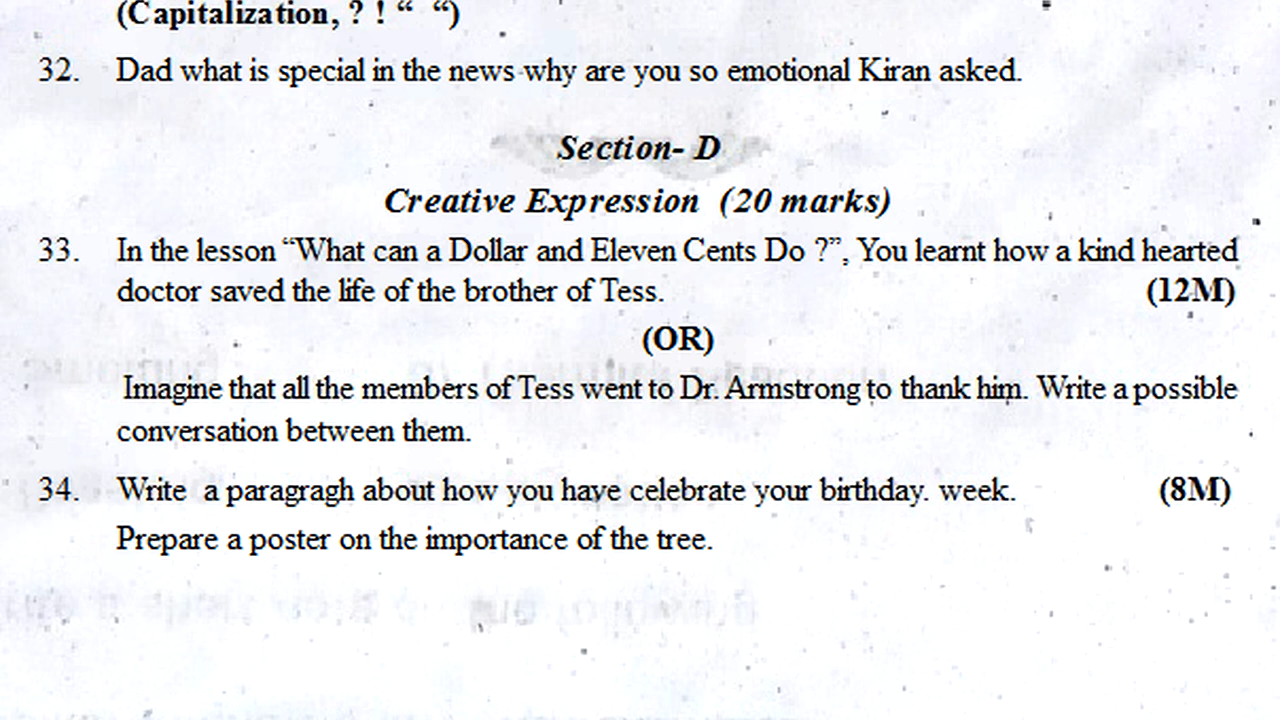 (Capitalization, ? ! “ “)
32. Dad what is special in the news why are you so emotional Kiran asked.
Section- D
Creative Expression (20 marks)
33. In the lesson “What can a Dollar and Eleven Cents Do ?”, You learnt how a kind hearted
doctor saved the life of the brother of Tess. (12M)
(OR)
Imagine that all the members of Tess went to Dr. Armstrong to thank him. Write a possible
conversation between them.
34. Write a paragragh about how you have celebrate your birthday. week. (8M)
Prepare a poster on the importance of the tree.